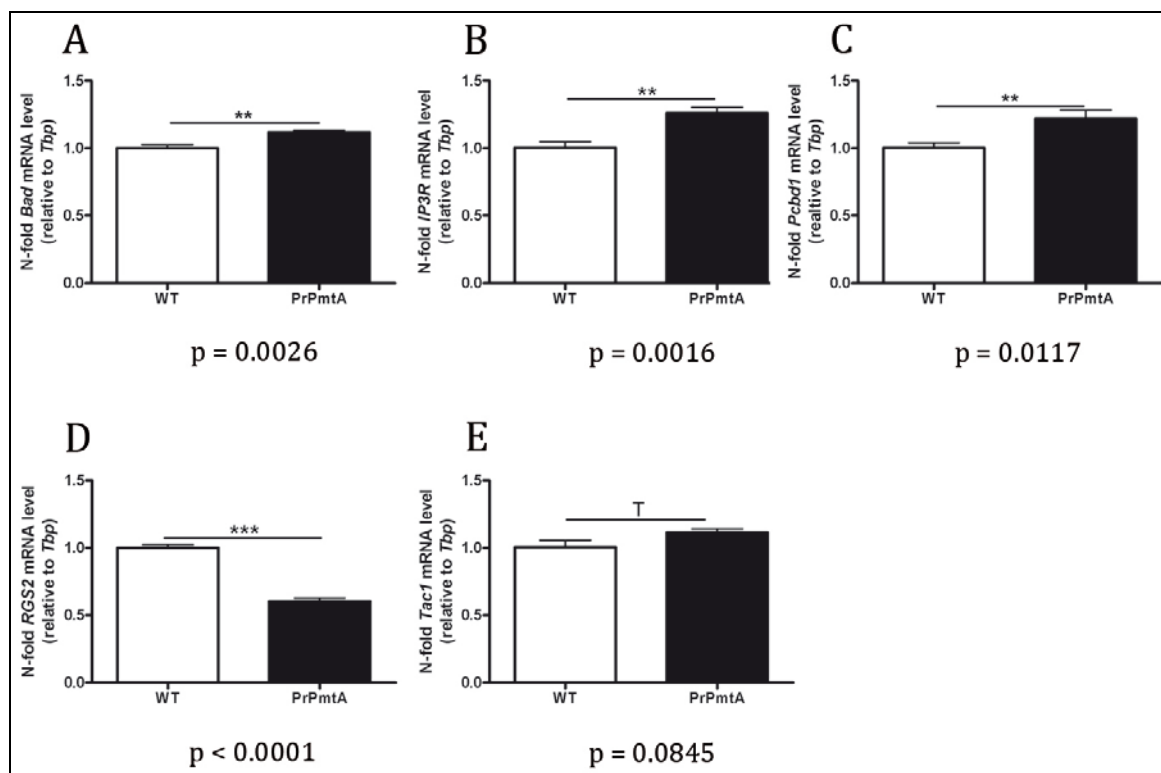 A
N-fold Bad mRNA level
(relative to Tbp)
1.5
1.0
0.5
0.0
**
WT
PrPmtA
p = 0.0026
B
N-fold IP3R mRNA level
(relative to Tbp)
1.5
1.0
0.5
0.0
**
WT
PrPmtA
p = 0.0016
C
N-fold Pcbd1 mRNA level
(realtive to Tbp)
1.5
1.0
0.5
0.0
**
WT
PrPmtA
p = 0.0117
D
N-fold RGS2 mRNA level
(relative to Tbp)
1.5
1.0
0.5
0.0
***
WT
PrPmtA
p < 0.0001
E
N-fold Tac1 mRNA level
(relative to Tbp)
1.5
1.0
0.5
0.0
T
WT
PrPmtA
p = 0.0845